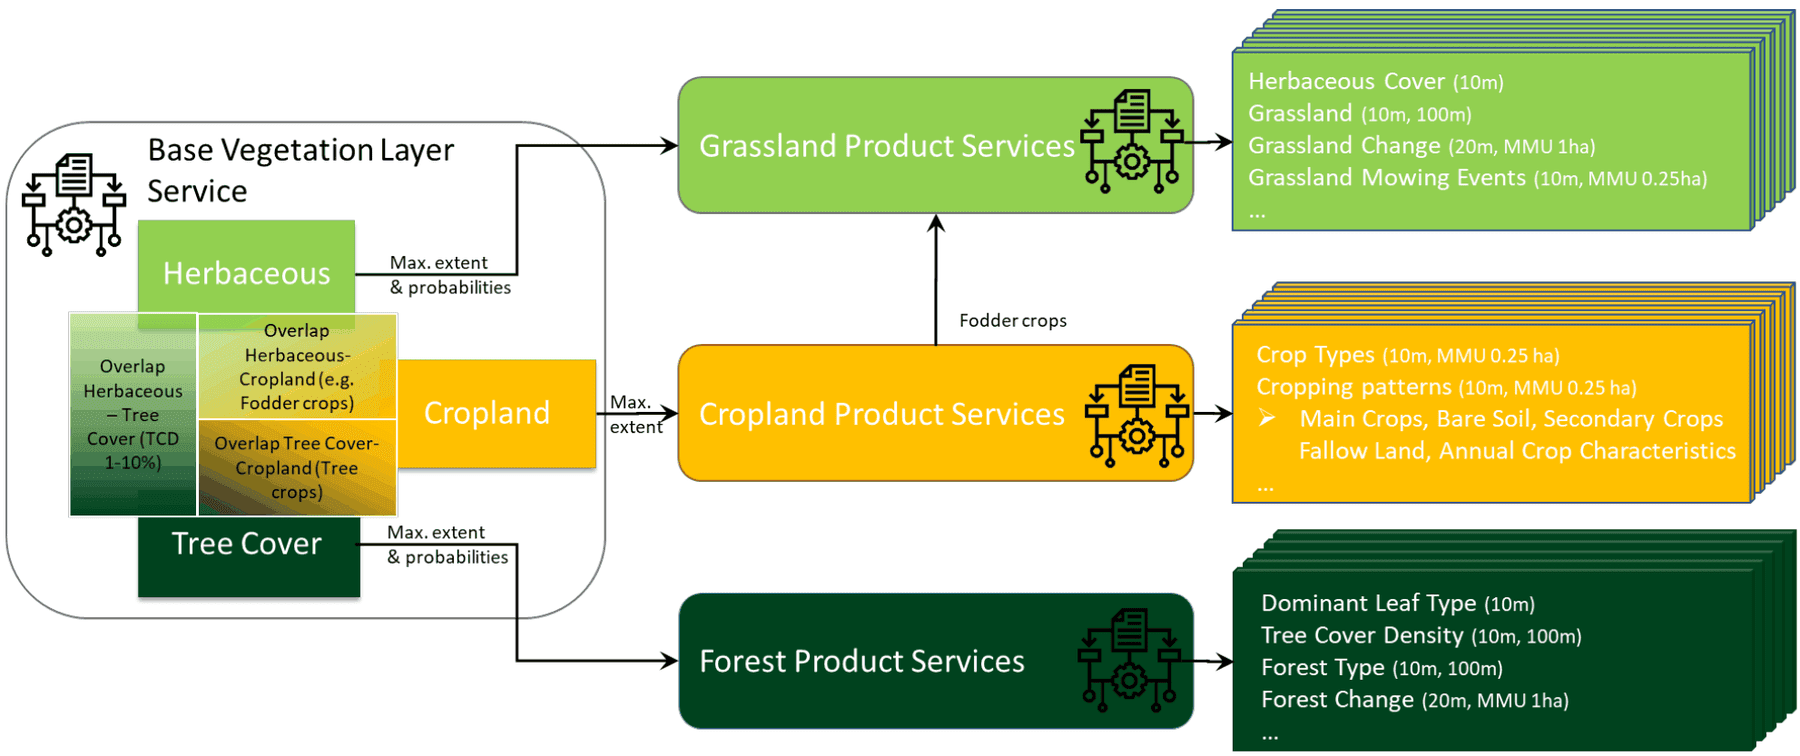 Base Vegetation Layer
Service
Herbaceous
Max. extent
& probabilities
Overlap
Herbaceous
– Tree
Cover (TCD
1-10%)
Overlap
Herbaceous-
Cropland (e.g.
Fodder crops)
Overlap Tree Cover-
Cropland (Tree
crops)
Cropland
Max.
extent
Tree Cover
Max. extent
& probabilities
Grassland Product Services
Fodder crops
Cropland Product Services
Forest Product Services
Herbaceous Cover (10m)
Grassland (10m, 100m)
Grassland Change (20m, MMU 1ha)
Grassland Mowing Events (10m, MMU 0.25ha)
...
Crop Types (10m, MMU 0.25 ha)
Cropping patterns (10m, MMU 0.25 ha)
➢ Main Crops, Bare Soil, Secondary Crops
Fallow Land, Annual Crop Characteristics
...
Dominant Leaf Type (10m)
Tree Cover Density (10m, 100m)
Forest Type (10m, 100m)
Forest Change (20m, MMU 1ha)
...